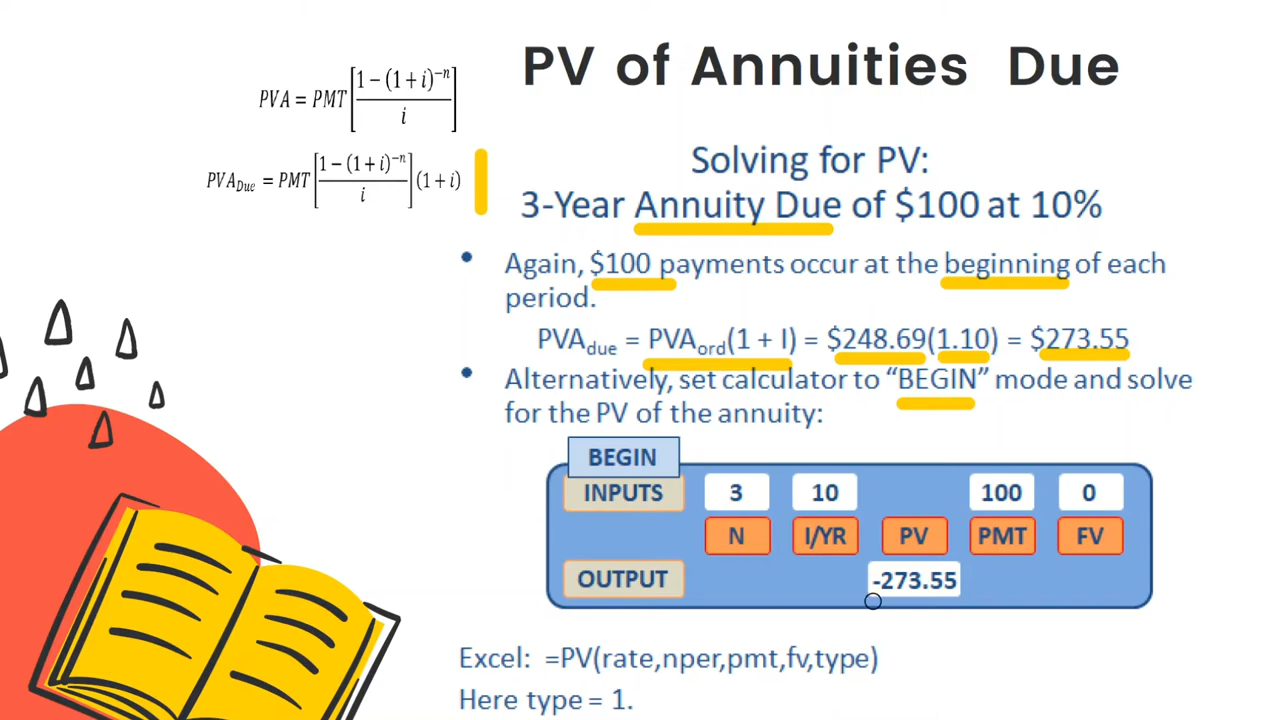 PV of Annuities Due
PVA = PMT [ 1 − (1 + i)⁻ⁿ / i ]
PVA_Due = PMT [ 1 − (1 + i)⁻ⁿ / i ] (1 + i)
Solving for PV:
3-Year Annuity Due of $100 at 10%
• Again, $100 payments occur at the beginning of each
period.
PVA_due = PVA_ord(1 + I) = $248.69(1.10) = $273.55
• Alternatively, set calculator to “BEGIN” mode and solve
for the PV of the annuity:
BEGIN
INPUTS 3 10 100 0
N I/YR PV PMT FV
OUTPUT -273.55
Excel: =PV(rate,nper,pmt,fv,type)
Here type = 1.